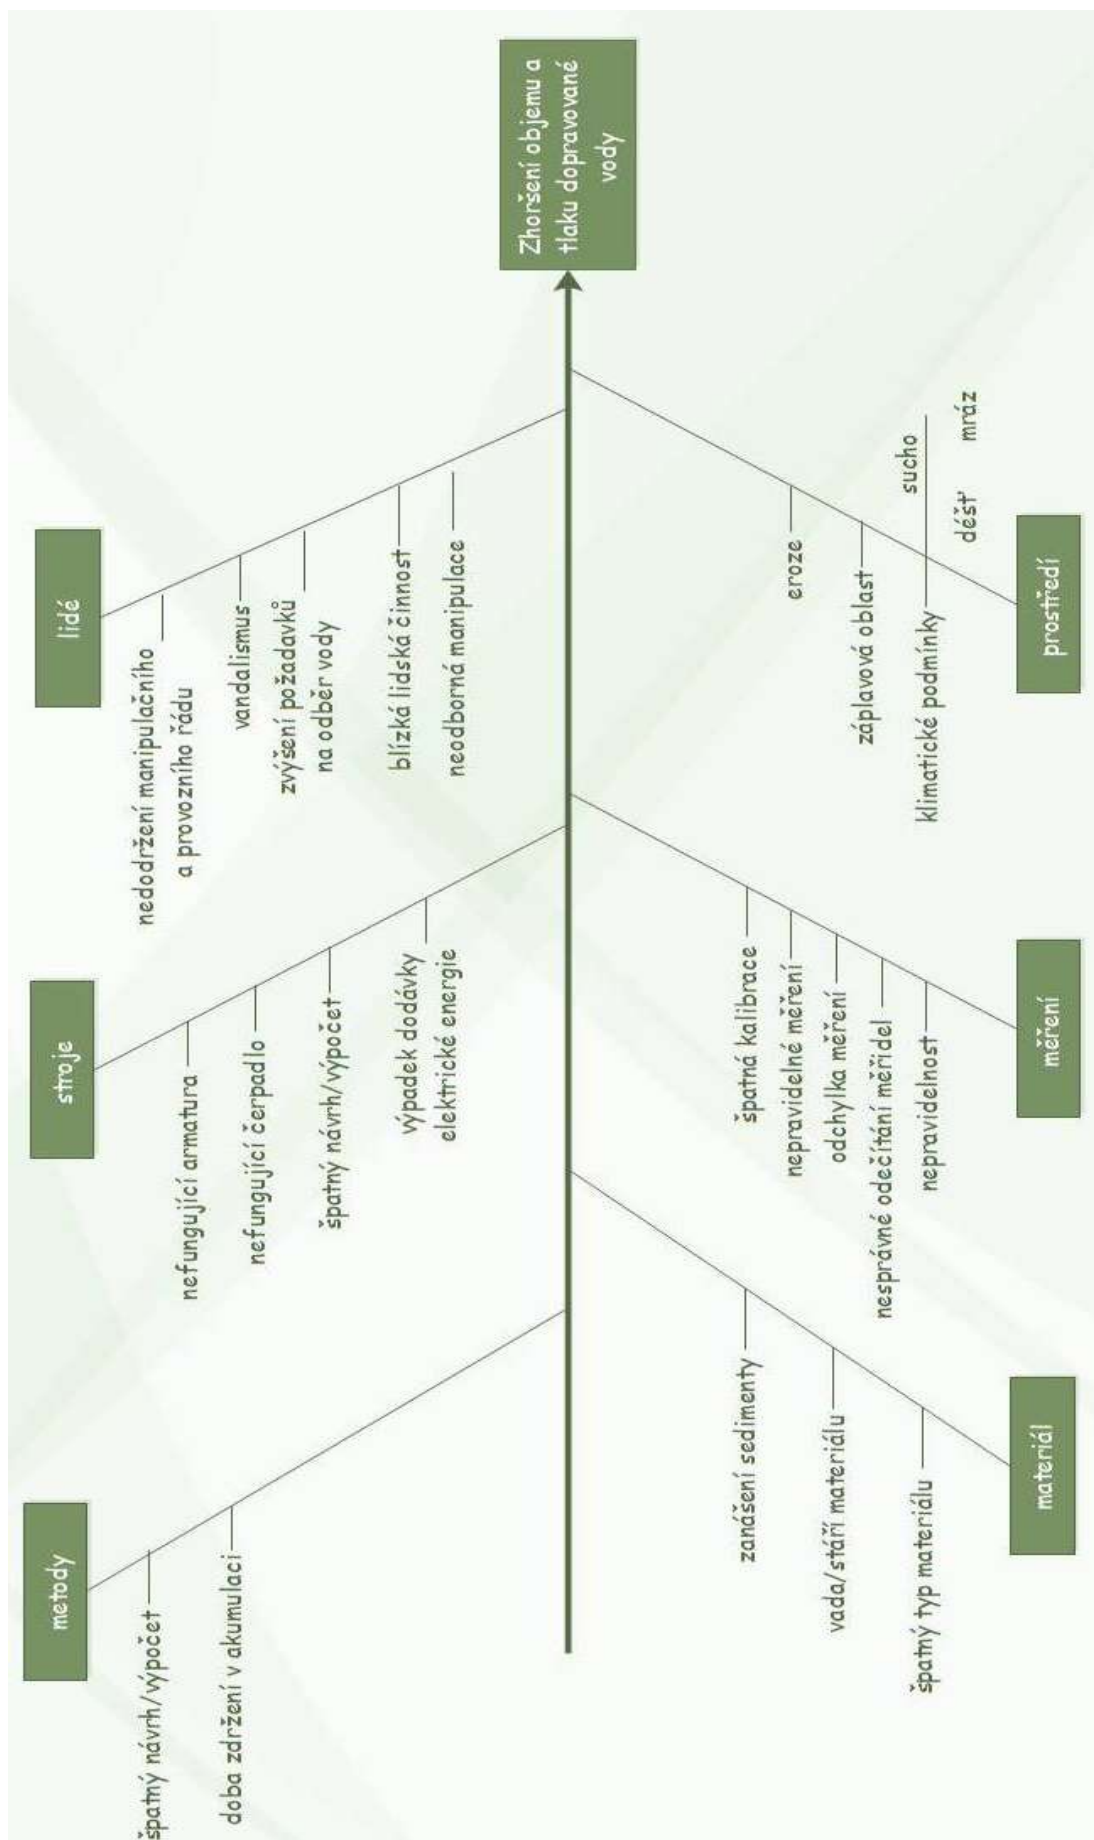 metody
stroje
lidé
Zhoršení objemu a
tlaku dopravované
vody
špatný návrh/výpočet
doba zdržení v akumulaci
nefungující armatura
nefungující čerpadlo
špatný návrh/výpočet
výpadek dodávky
elektrické energie
nedodržení manipulačního
a provozního řádu
vandalismus
zvýšení požadavků
na odběr vody
blízká lidská činnost
neodborná manipulace
zanášení sedimenty
vada/stáří materiálu
špatný typ materiálu
špatná kalibrace
nepravidelné měření
odchylka měření
nesprávné odečítání měřidel
nepravidelnost
eroze
záplavová oblast
klimatické podmínky
sucho
déšť
mráz
materiál
měření
prostředí